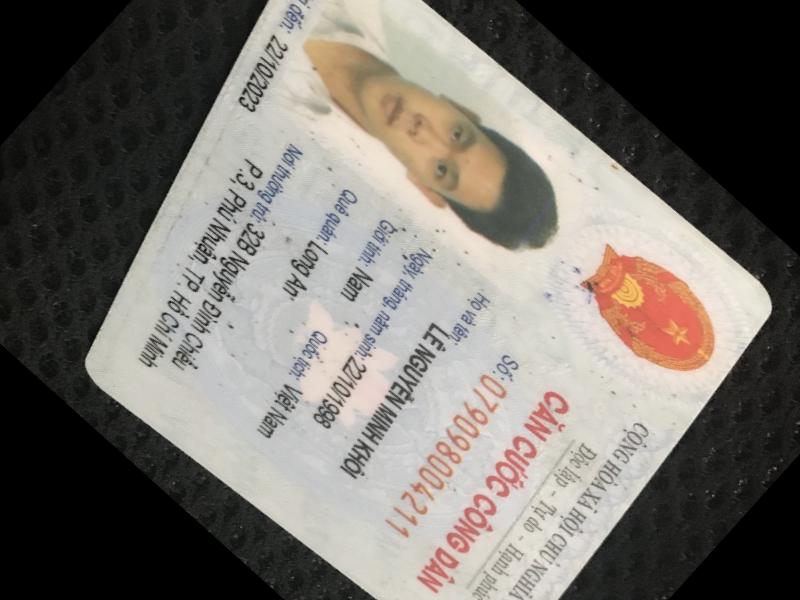 CỘNG HÒA XÃ HỘI CHỦ NGHĨA
Độc lập - Tự do - Hạnh phúc
CĂN CƯỚC CÔNG DÂN
Số: 079098004211
Họ và tên: LÊ NGUYỄN MINH KHÔI
Ngày, tháng, năm sinh: 22/10/1998
Giới tính: Nam Quốc tịch: Việt Nam
Quê quán: Long An
Nơi thường trú: 32B Nguyễn Đình Chiểu
P.3, Phú Nhuận, TP. Hồ Chí Minh
đến: 22/10/2023